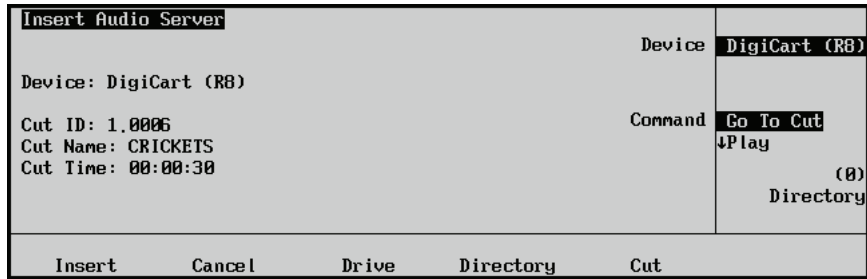 Insert Audio Server
Device DigiCart (R8)
Device: DigiCart (R8)
Cut ID: 1.0006
Command Go To Cut
Cut Name: CRICKETS
↓Play
Cut Time: 00:00:30
(0)
Directory
Insert Cancel Drive Directory Cut